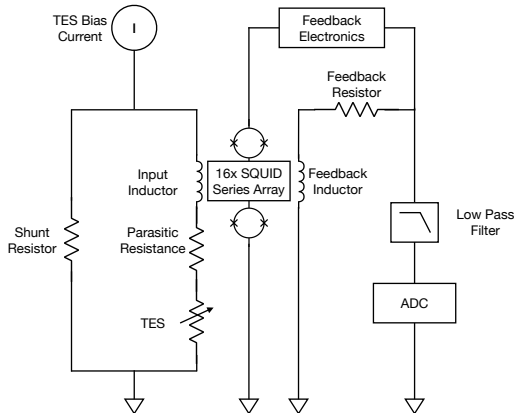 TES Bias
Current
I
Feedback
Electronics
Feedback
Resistor
Input
Inductor
16x SQUID
Series Array
Feedback
Inductor
Shunt
Resistor
Parasitic
Resistance
Low Pass
Filter
TES
ADC